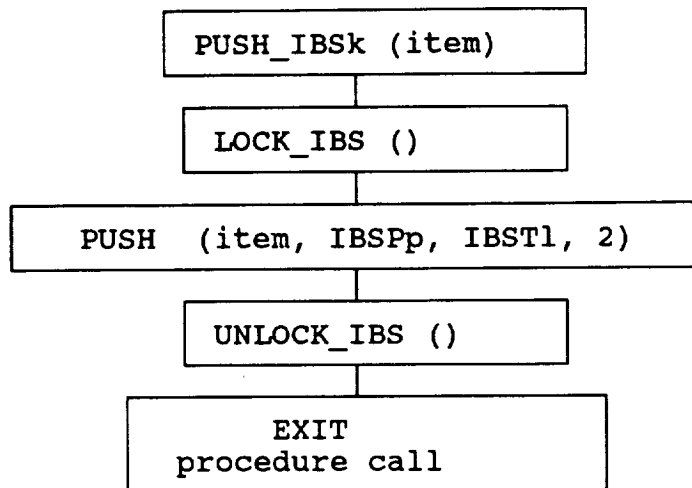 PUSH_IBSk (item)
LOCK_IBS ()
PUSH (item, IBSPp, IBSTl, 2)
UNLOCK_IBS ()
EXIT
procedure call